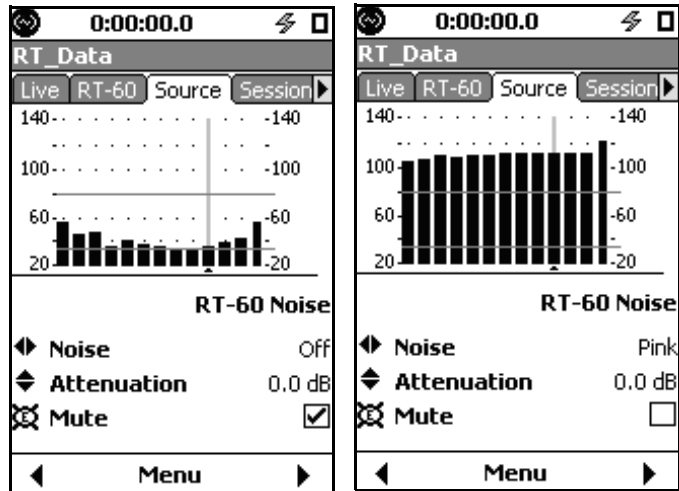 0:00:00.0
RT_Data
Live RT-60 Source Session
140 -140
100 -100
60 -60
20 -20
RT-60 Noise
Noise Off
Attenuation 0.0 dB
E Mute
Menu
0:00:00.0
RT_Data
Live RT-60 Source Session
140 -140
100 -100
60 -60
20 -20
RT-60 Noise
Noise Pink
Attenuation 0.0 dB
E Mute
Menu